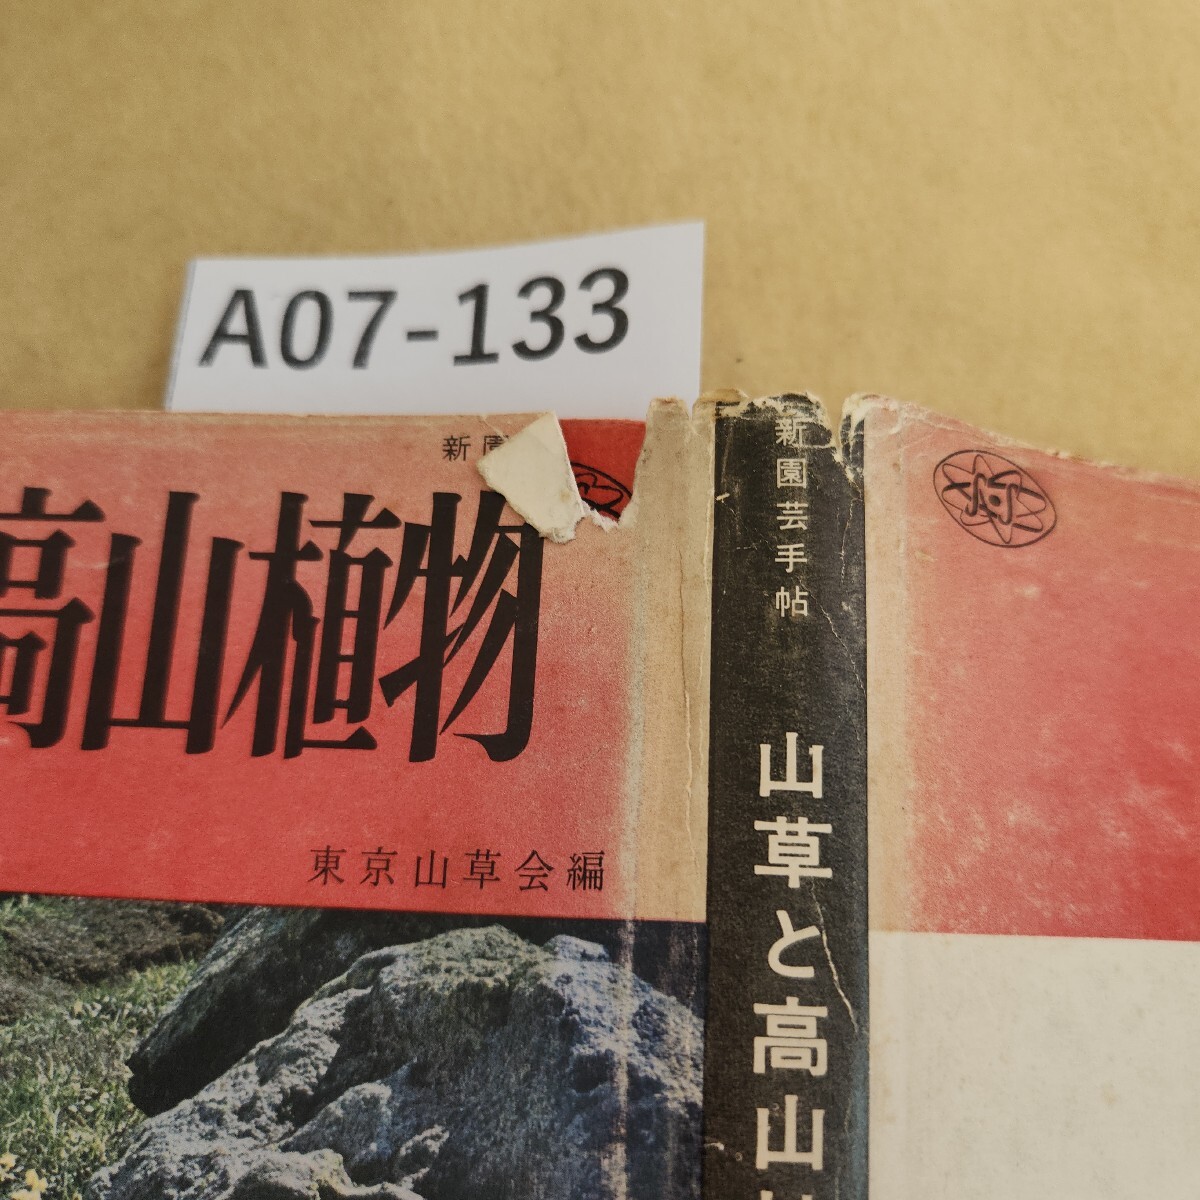 A07-133
新園
高山植物
東京山草会編
新園芸手帖
山草と高山